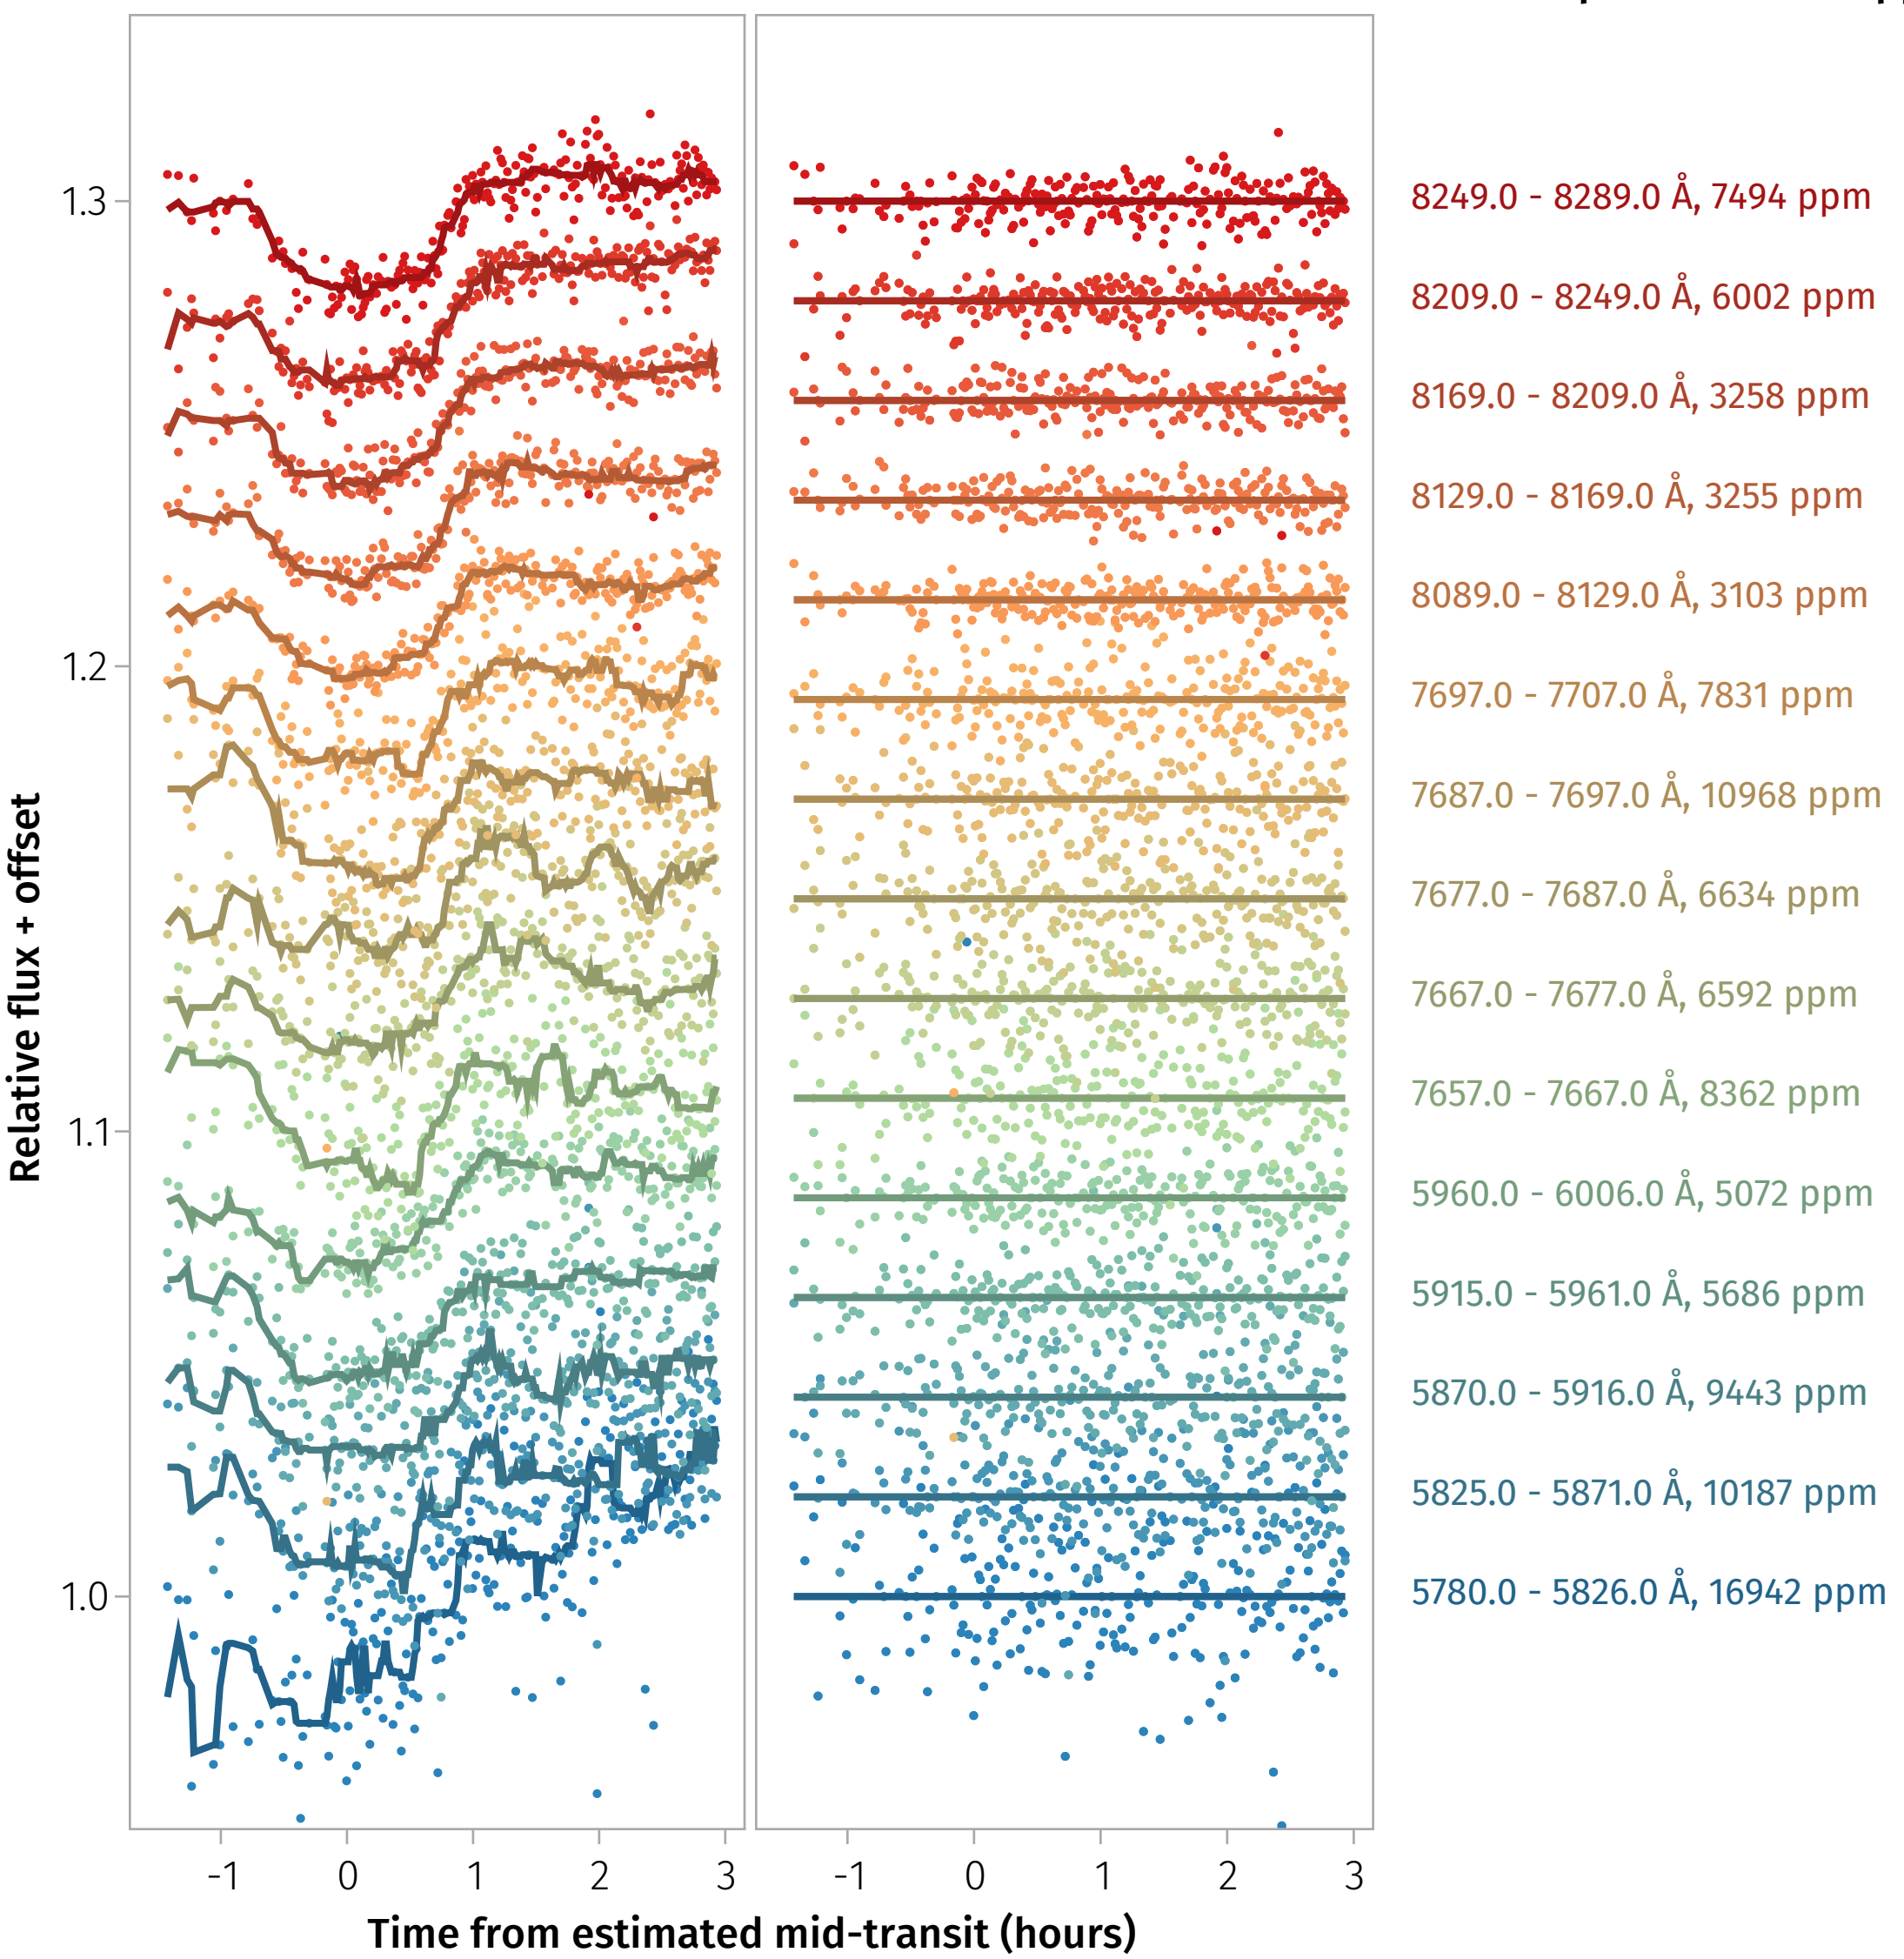 1.3
1.2
1.1
1.0
Relative flux + offset
8249.0 - 8289.0 Å, 7494 ppm
8209.0 - 8249.0 Å, 6002 ppm
8169.0 - 8209.0 Å, 3258 ppm
8129.0 - 8169.0 Å, 3255 ppm
8089.0 - 8129.0 Å, 3103 ppm
7697.0 - 7707.0 Å, 7831 ppm
7687.0 - 7697.0 Å, 10968 ppm
7677.0 - 7687.0 Å, 6634 ppm
7667.0 - 7677.0 Å, 6592 ppm
7657.0 - 7667.0 Å, 8362 ppm
5960.0 - 6006.0 Å, 5072 ppm
5915.0 - 5961.0 Å, 5686 ppm
5870.0 - 5916.0 Å, 9443 ppm
5825.0 - 5871.0 Å, 10187 ppm
5780.0 - 5826.0 Å, 16942 ppm
-1 0 1 2 3
-1 0 1 2 3
Time from estimated mid-transit (hours)